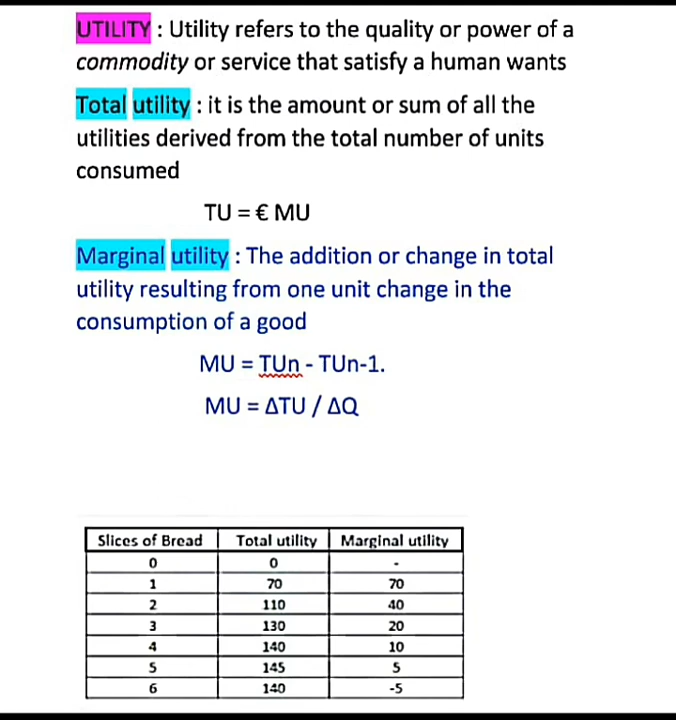 UTILITY : Utility refers to the quality or power of a
commodity or service that satisfy a human wants
Total utility : it is the amount or sum of all the
utilities derived from the total number of units
consumed
TU = € MU
Marginal utility : The addition or change in total
utility resulting from one unit change in the
consumption of a good
MU = TUn - TUn-1.
MU = ΔTU / ΔQ
Slices of Bread Total utility Marginal utility
0 0 -
1 70 70
2 110 40
3 130 20
4 140 10
5 145 5
6 140 -5